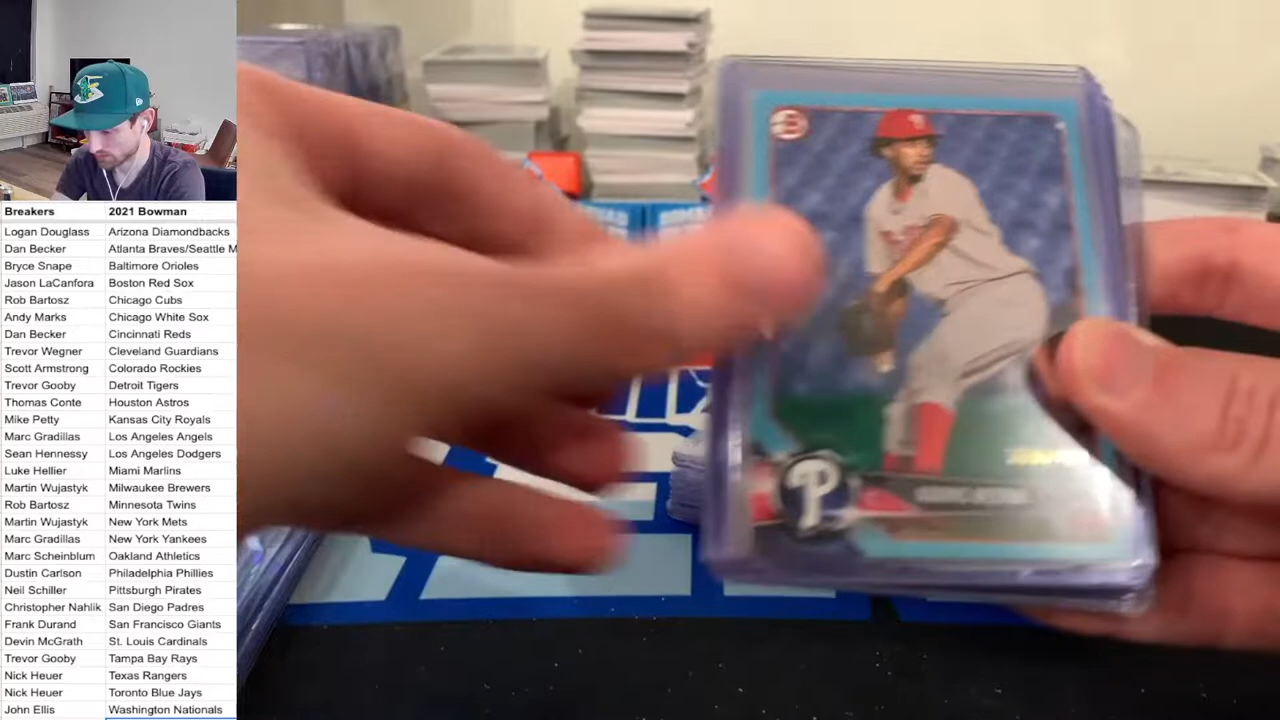 Breakers 2021 Bowman
Logan Douglass Arizona Diamondbacks
Dan Becker Atlanta Braves/Seattle M
Bryce Snape Baltimore Orioles
Jason LaCanfora Boston Red Sox
Rob Bartosz Chicago Cubs
Andy Marks Chicago White Sox
Dan Becker Cincinnati Reds
Trevor Wegner Cleveland Guardians
Scott Armstrong Colorado Rockies
Trevor Gooby Detroit Tigers
Thomas Conte Houston Astros
Mike Petty Kansas City Royals
Marc Gradillas Los Angeles Angels
Sean Hennessy Los Angeles Dodgers
Luke Hellier Miami Marlins
Martin Wujastyk Milwaukee Brewers
Rob Bartosz Minnesota Twins
Martin Wujastyk New York Mets
Marc Gradillas New York Yankees
Marc Scheinblum Oakland Athletics
Dustin Carlson Philadelphia Phillies
Neil Schiller Pittsburgh Pirates
Christopher Nahlik San Diego Padres
Frank Durand San Francisco Giants
Devin McGrath St. Louis Cardinals
Trevor Gooby Tampa Bay Rays
Nick Heuer Texas Rangers
Nick Heuer Toronto Blue Jays
John Ellis Washington Nationals
P